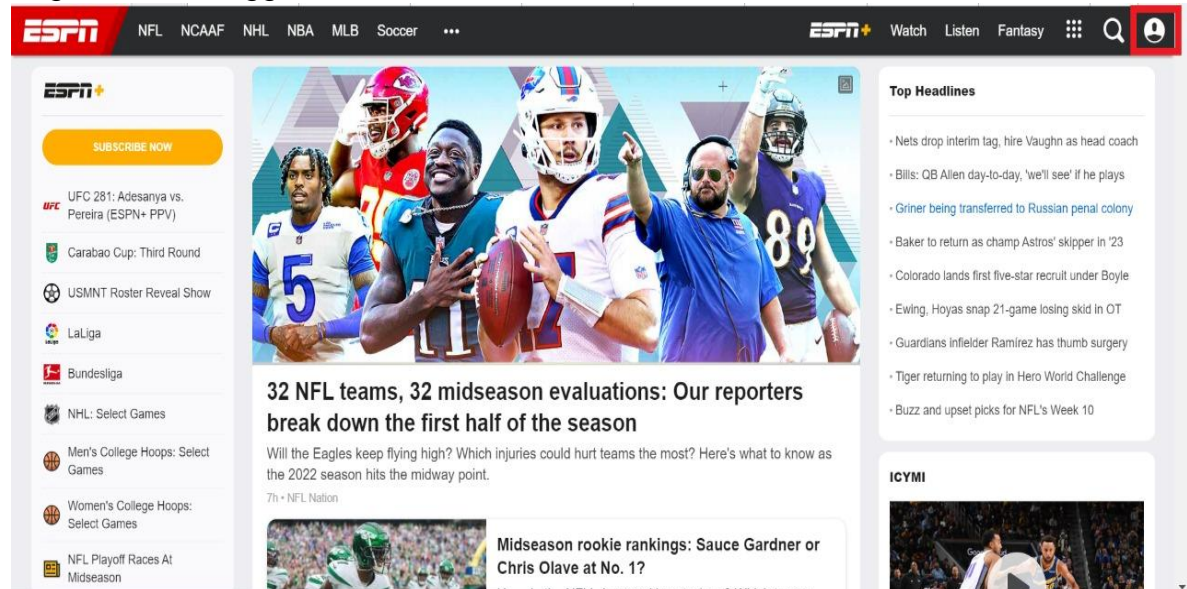 ESPN
NFL NCAAF NHL NBA MLB Soccer •••
ESPN+ Watch Listen Fantasy
ESPN+
SUBSCRIBE NOW
UFC
UFC 281: Adesanya vs.
Pereira (ESPN+ PPV)
Carabao Cup: Third Round
USMNT Roster Reveal Show
LaLiga
Bundesliga
NHL: Select Games
Men's College Hoops: Select
Games
Women's College Hoops:
Select Games
NFL Playoff Races At
Midseason
5
11
17
89
32 NFL teams, 32 midseason evaluations: Our reporters
break down the first half of the season
Will the Eagles keep flying high? Which injuries could hurt teams the most? Here's what to know as
the 2022 season hits the midway point.
7h • NFL Nation
Midseason rookie rankings: Sauce Gardner or
Chris Olave at No. 1?
Top Headlines
• Nets drop interim tag, hire Vaughn as head coach
• Bills: QB Allen day-to-day, 'we'll see' if he plays
• Griner being transferred to Russian penal colony
• Baker to return as champ Astros' skipper in '23
• Colorado lands first five-star recruit under Boyle
• Ewing, Hoyas snap 21-game losing skid in OT
• Guardians infielder Ramírez has thumb surgery
• Tiger returning to play in Hero World Challenge
• Buzz and upset picks for NFL's Week 10
ICYMI